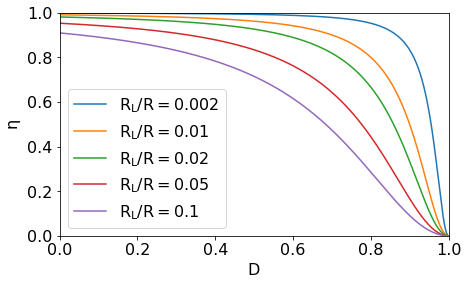 1.0
0.8
0.6
0.4
0.2
0.0
η
R_L/R = 0.002
R_L/R = 0.01
R_L/R = 0.02
R_L/R = 0.05
R_L/R = 0.1
0.0 0.2 0.4 0.6 0.8 1.0
D